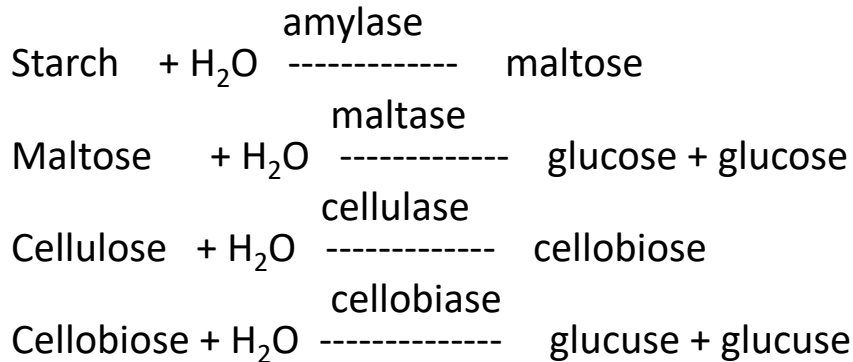 amylase
Starch + H₂O ------------- maltose
maltase
Maltose + H₂O ------------- glucose + glucose
cellulase
Cellulose + H₂O ------------- cellobiose
cellobiase
Cellobiose + H₂O -------------- glucuse + glucuse